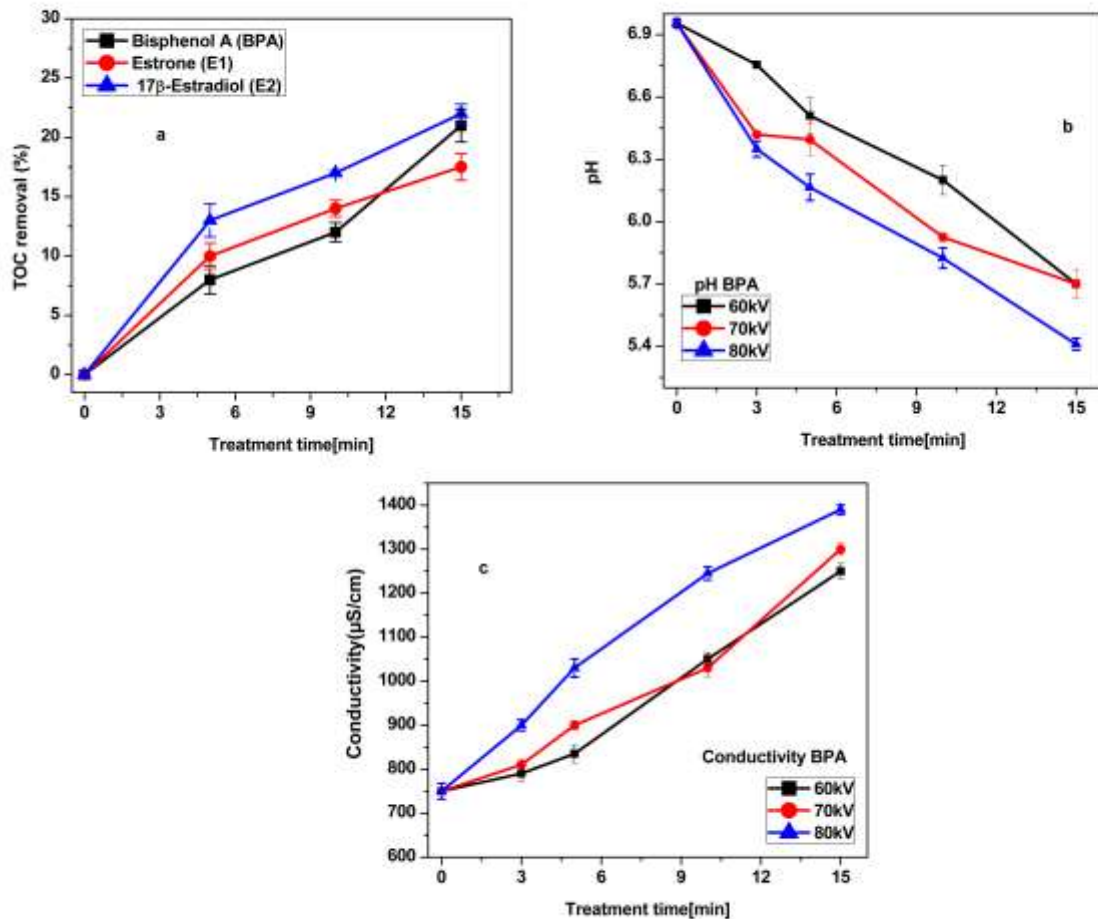 30
25
20
15
10
5
0
TOC removal (%)
Bisphenol A (BPA)
Estrone (E1)
17β-Estradiol (E2)
a
0 3 6 9 12 15
Treatment time[min]
6.9
6.6
6.3
6.0
5.7
5.4
pH
b
pH BPA
60kV
70kV
80kV
0 3 6 9 12 15
Treatment time[min]
1400
1300
1200
1100
1000
900
800
700
600
Conductivity(µS/cm)
c
Conductivity BPA
60kV
70kV
80kV
0 3 6 9 12 15
Treatment time[min]